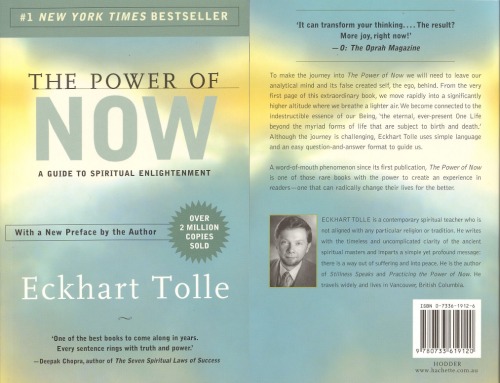 #1 NEW YORK TIMES BESTSELLER
THE POWER OF
NOW
A GUIDE TO SPIRITUAL ENLIGHTENMENT
With a New Preface by the Author
OVER
2 MILLION
COPIES
SOLD
Eckhart Tolle
~
‘One of the best books to come along in years.
Every sentence rings with truth and power.’
—Deepak Chopra, author of The Seven Spiritual Laws of Success
‘It can transform your thinking.... The result?
More joy, right now!’
— O: The Oprah Magazine
To make the journey into The Power of Now we will need to leave our
analytical mind and its false created self, the ego, behind. From the very
first page of this extraordinary book, we move rapidly into a significantly
higher altitude where we breathe a lighter air. We become connected to the
indestructible essence of our Being, ‘the eternal, ever-present One Life
beyond the myriad forms of life that are subject to birth and death.’
Although the journey is challenging, Eckhart Tolle uses simple language
and an easy question-and-answer format to guide us.
A word-of-mouth phenomenon since its first publication, The Power of Now
is one of those rare books with the power to create an experience in
readers—one that can radically change their lives for the better.
ECKHART TOLLE is a contemporary spiritual teacher who is
not aligned with any particular religion or tradition. He writes
with the timeless and uncomplicated clarity of the ancient
spiritual masters and imparts a simple yet profound message:
there is a way out of suffering and into peace. He is the author
of Stillness Speaks and Practicing the Power of Now. He
travels widely and lives in Vancouver, British Columbia.
ISBN 0-7336-1912-6
9 780733 619120
HODDER
www.hachette.com.au